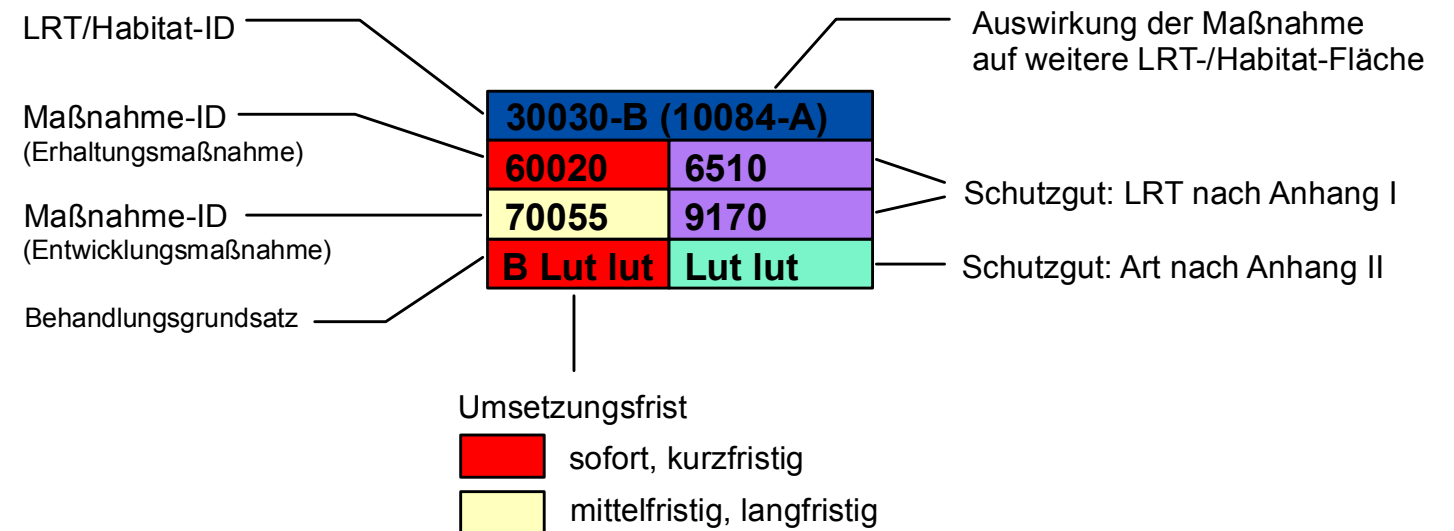 LRT/Habitat-ID
Auswirkung der Maßnahme
auf weitere LRT-/Habitat-Fläche
30030-B (10084-A)
Maßnahme-ID
(Erhaltungsmaßnahme)
60020 6510
Schutzgut: LRT nach Anhang I
Maßnahme-ID
(Entwicklungsmaßnahme)
70055 9170
B Lut lut Lut lut
Schutzgut: Art nach Anhang II
Behandlungsgrundsatz
Umsetzungsfrist
sofort, kurzfristig
mittelfristig, langfristig